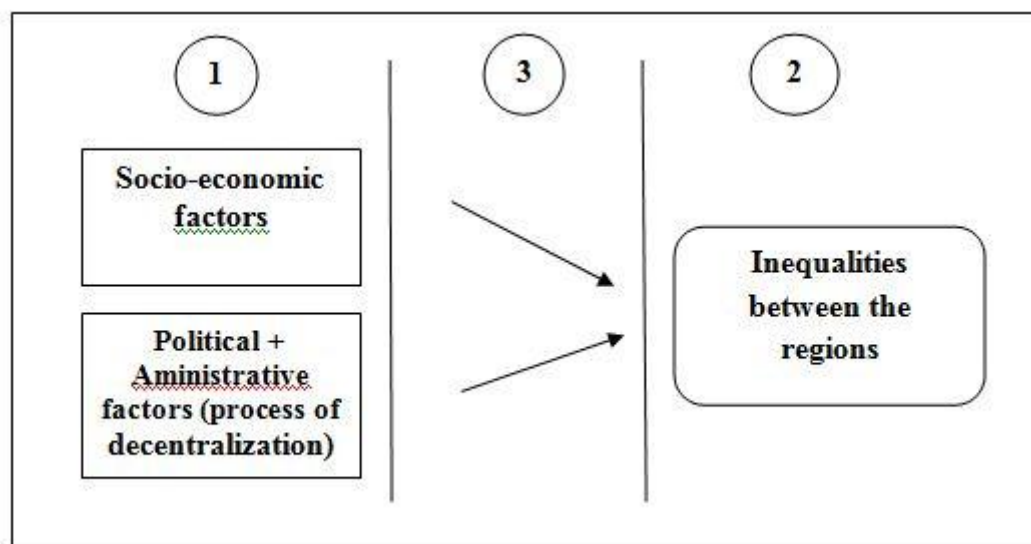 1
3
2
Socio-economic
factors
Political +
Aministrative
factors (process of
decentralization)
Inequalities
between the
regions